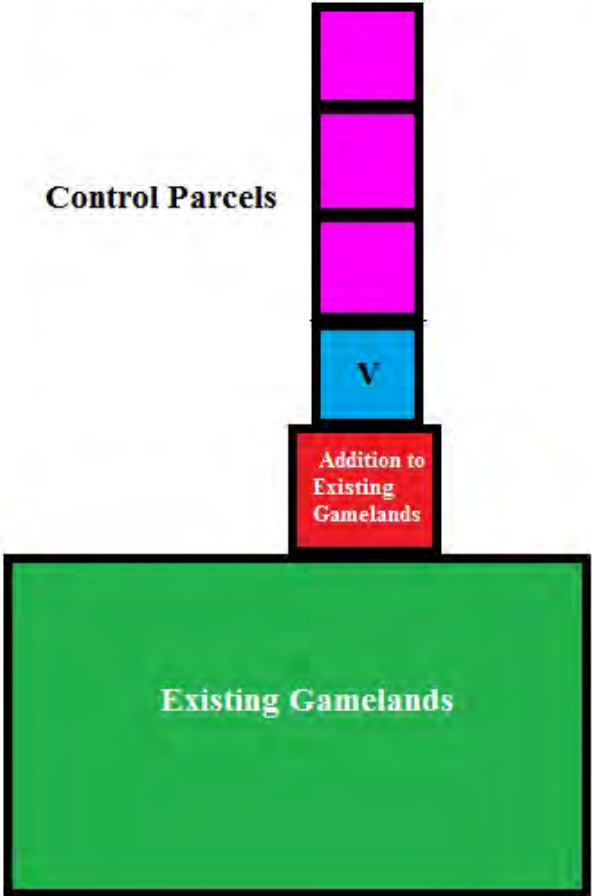 Control Parcels
V
Addition to
Existing
Gamelands
Existing Gamelands